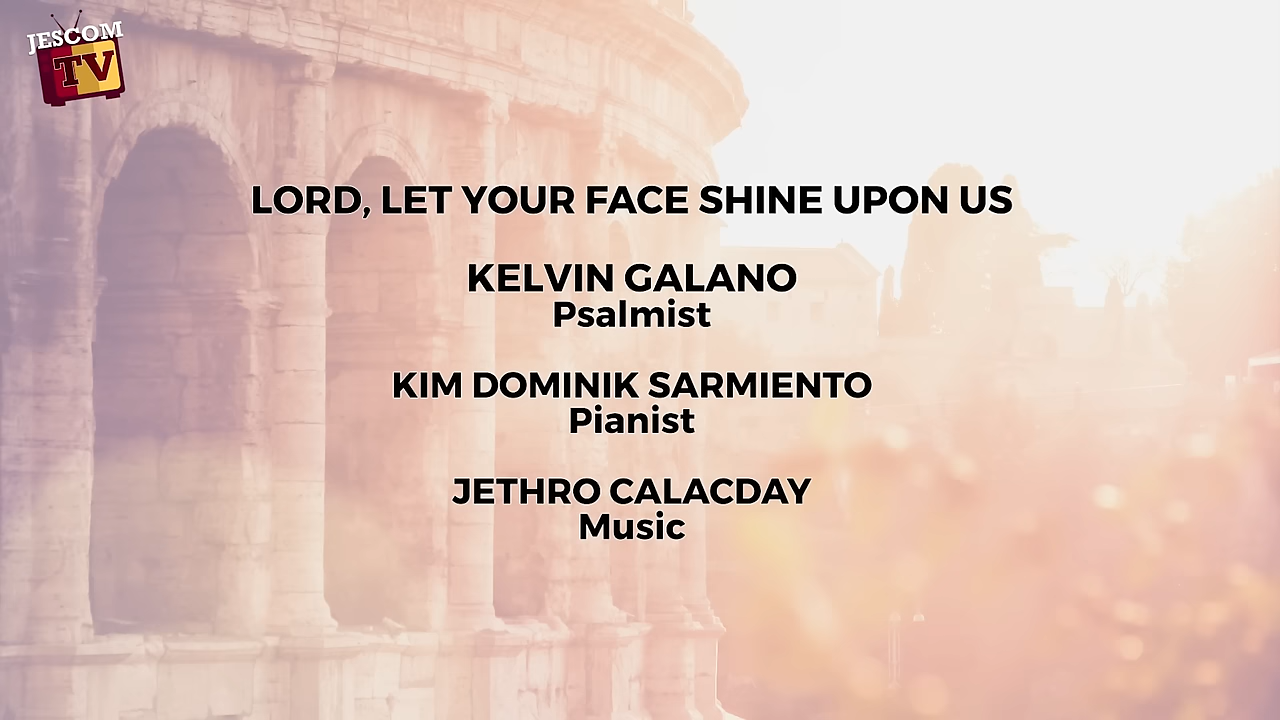 JESCOM
TV
LORD, LET YOUR FACE SHINE UPON US
KELVIN GALANO
Psalmist
KIM DOMINIK SARMIENTO
Pianist
JETHRO CALACDAY
Music